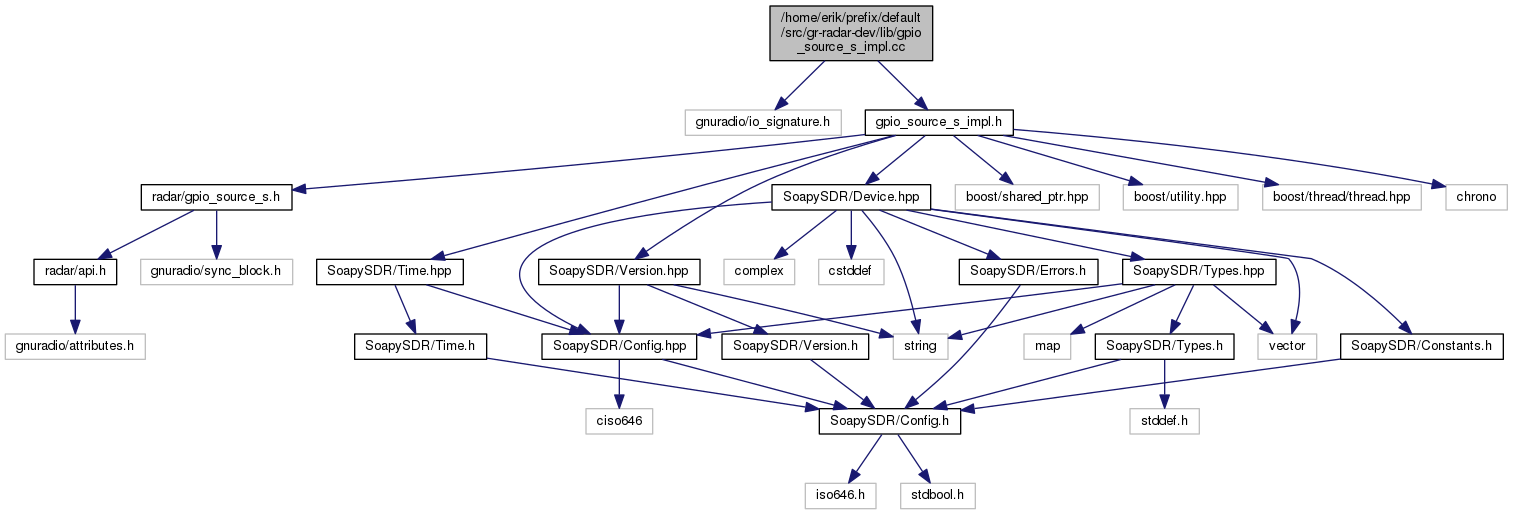 /home/erik/prefix/default
/src/gr-radar-dev/lib/gpio
_source_s_impl.cc
gnuradio/io_signature.h
gpio_source_s_impl.h
radar/gpio_source_s.h
SoapySDR/Device.hpp
boost/shared_ptr.hpp
boost/utility.hpp
boost/thread/thread.hpp
chrono
radar/api.h
gnuradio/sync_block.h
SoapySDR/Time.hpp
SoapySDR/Version.hpp
complex
cstddef
SoapySDR/Errors.h
SoapySDR/Types.hpp
gnuradio/attributes.h
SoapySDR/Time.h
SoapySDR/Config.hpp
SoapySDR/Version.h
string
map
SoapySDR/Types.h
vector
SoapySDR/Constants.h
ciso646
SoapySDR/Config.h
stddef.h
iso646.h
stdbool.h